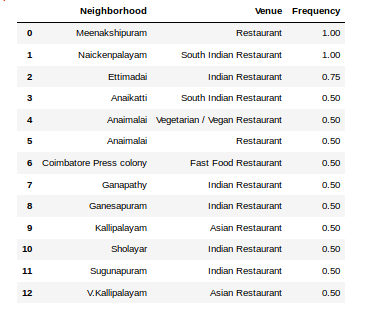 Neighborhood Venue Frequency
0 Meenakshipuram Restaurant 1.00
1 Naickenpalayam South Indian Restaurant 1.00
2 Ettimadai Indian Restaurant 0.75
3 Anaikatti South Indian Restaurant 0.50
4 Anaimalai Vegetarian / Vegan Restaurant 0.50
5 Anaimalai Restaurant 0.50
6 Coimbatore Press colony Fast Food Restaurant 0.50
7 Ganapathy Indian Restaurant 0.50
8 Ganesapuram Indian Restaurant 0.50
9 Kallipalayam Asian Restaurant 0.50
10 Sholayar Indian Restaurant 0.50
11 Sugunapuram Indian Restaurant 0.50
12 V.Kallipalayam Asian Restaurant 0.50